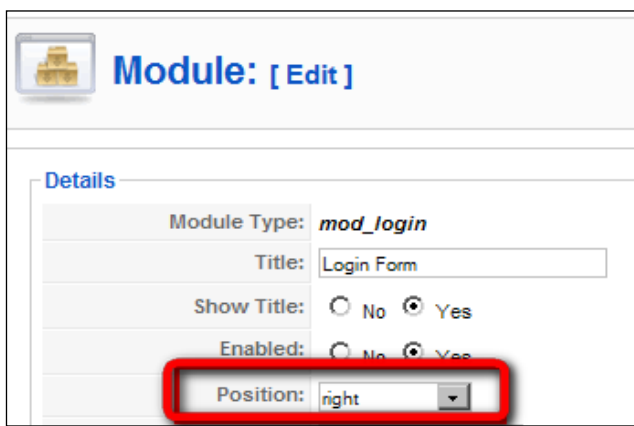 Module: [ Edit ]
Details
Module Type: mod_login
Title: Login Form
Show Title: No Yes
Enabled: No Yes
Position: right